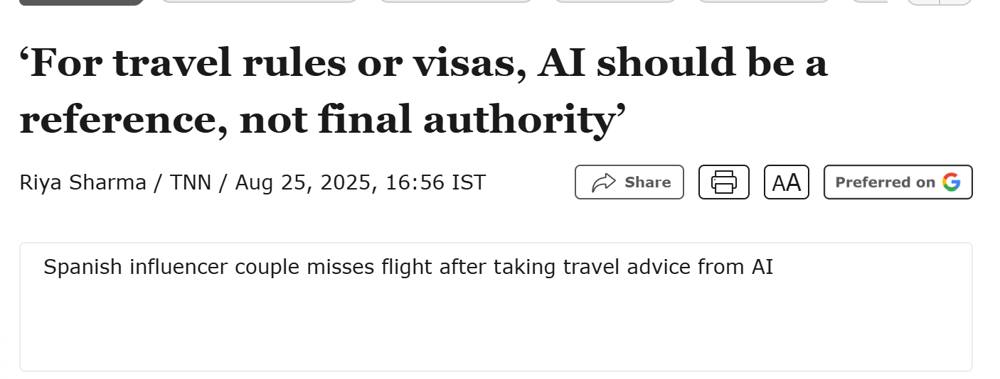 ‘For travel rules or visas, AI should be a
reference, not final authority’
Riya Sharma / TNN / Aug 25, 2025, 16:56 IST
Share
AA
Preferred on G
Spanish influencer couple misses flight after taking travel advice from AI